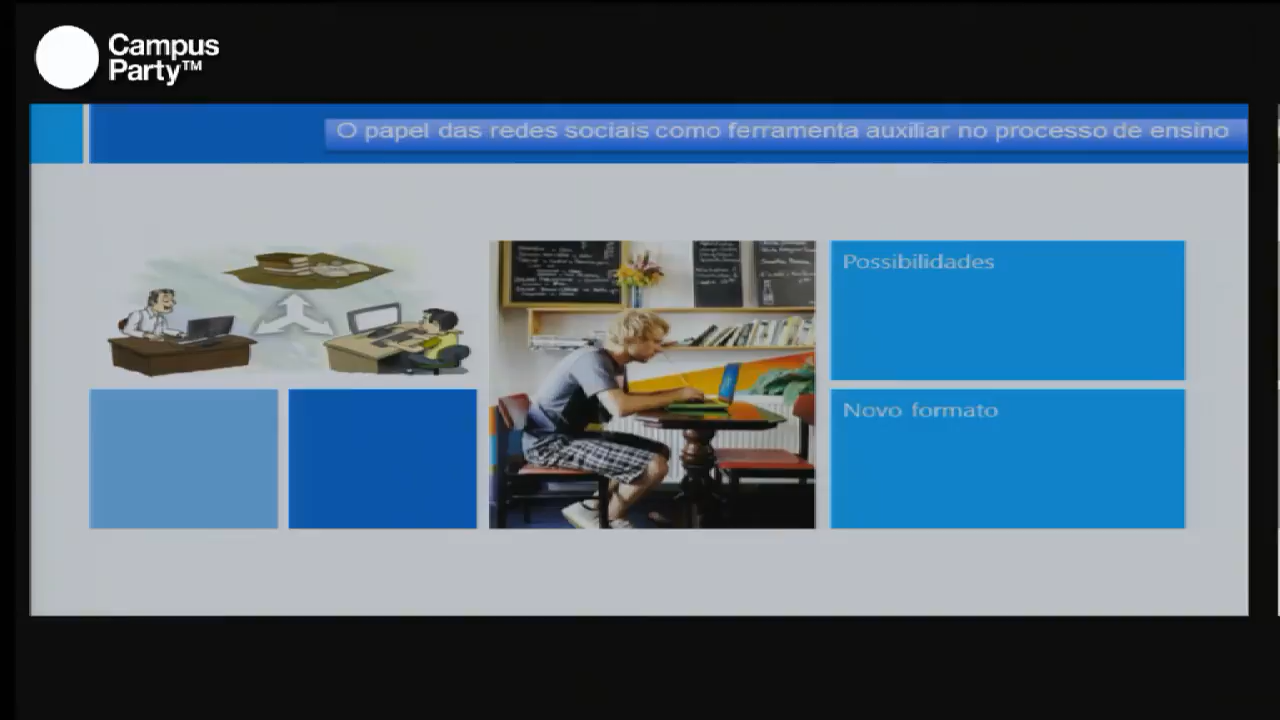 Campus
Party™
O papel das redes sociais como ferramenta auxiliar no processo de ensino
Possibilidades
Novo formato